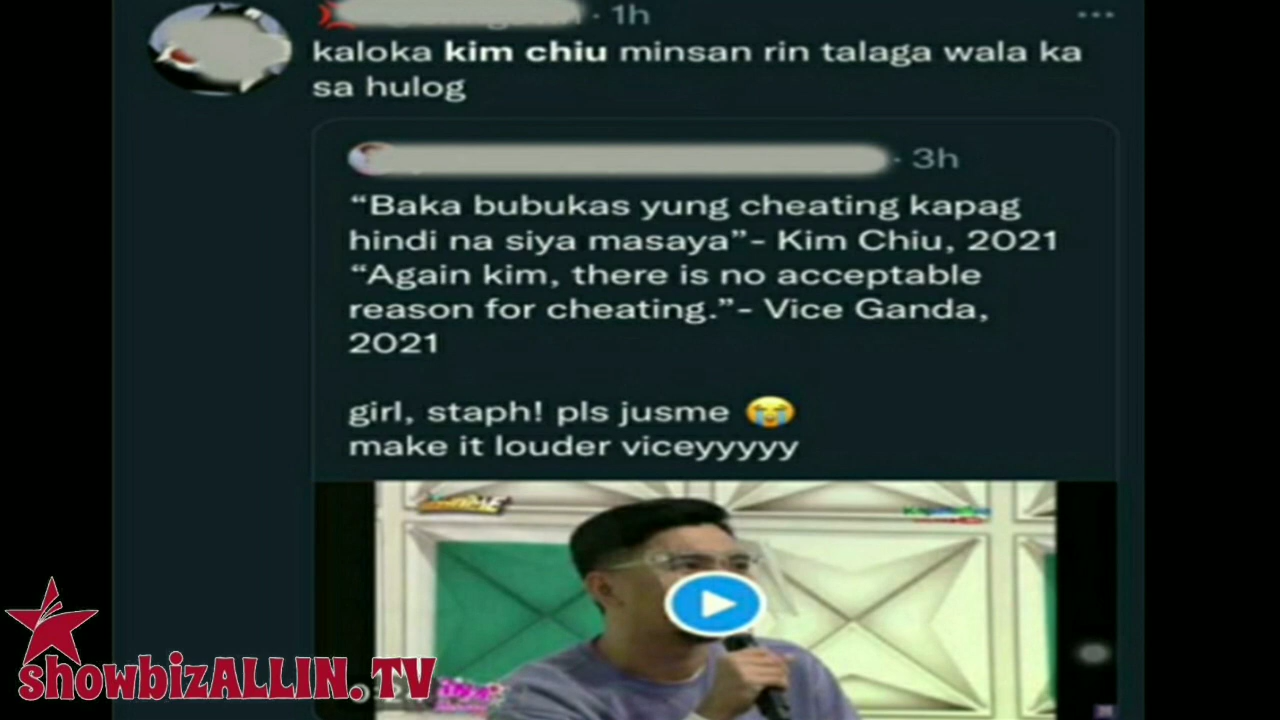 · 1h
kaloka kim chiu minsan rin talaga wala ka
sa hulog
· 3h
“Baka bubukas yung cheating kapag
hindi na siya masaya”- Kim Chiu, 2021
“Again kim, there is no acceptable
reason for cheating.”- Vice Ganda,
2021
girl, staph! pls jusme 😭
make it louder viceyyyyy
showbizALLIN.TV